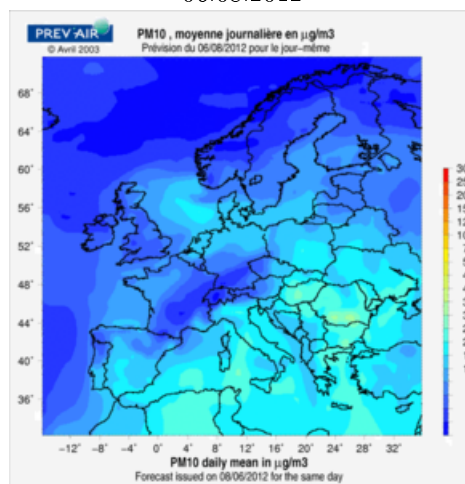 06/08/2012
PREV'AIR
© Avril 2003
PM10 , moyenne journalière en µg/m3
Prévision du 06/08/2012 pour le jour-même
68°
64°
60°
56°
52°
48°
44°
40°
36°
-12° -8° -4° 0° 4° 8° 12° 16° 20° 24° 28° 32°
PM10 daily mean in µg/m3
Forecast issued on 08/06/2012 for the same day